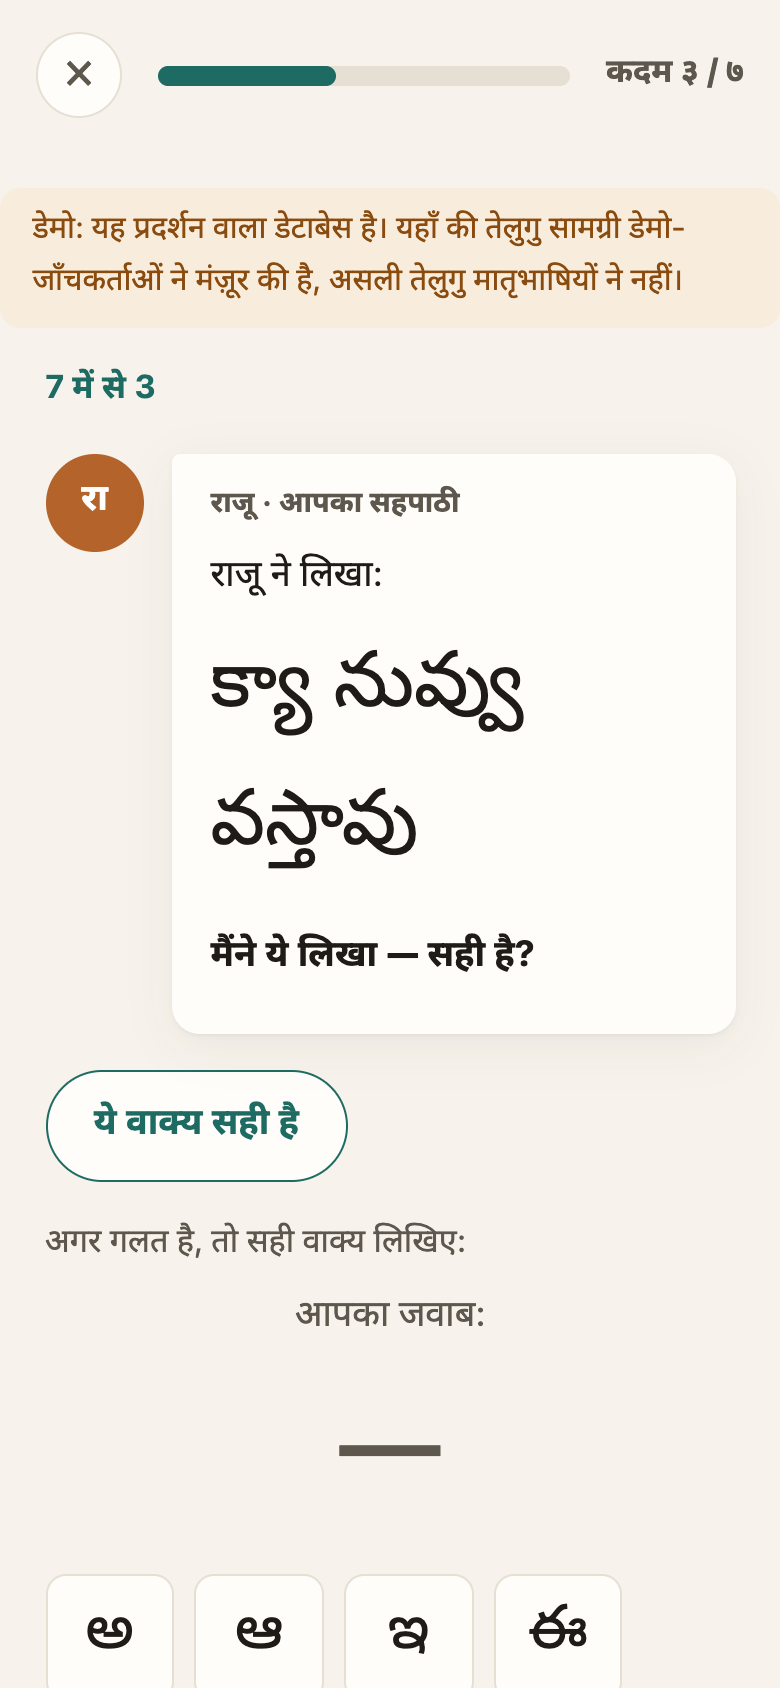 कदम ३ / ७
डेमो: यह प्रदर्शन वाला डेटाबेस है। यहाँ की तेलुगु सामग्री डेमो-
जाँचकर्ताओं ने मंज़ूर की है, असली तेलुगु मातृभाषियों ने नहीं।
7 में से 3
रा
राजू · आपका सहपाठी
राजू ने लिखा:
క్యా నువ్వు
వస్తావు
मैंने ये लिखा — सही है?
ये वाक्य सही है
अगर गलत है, तो सही वाक्य लिखिए:
आपका जवाब:
అ ఆ ఇ ఈ